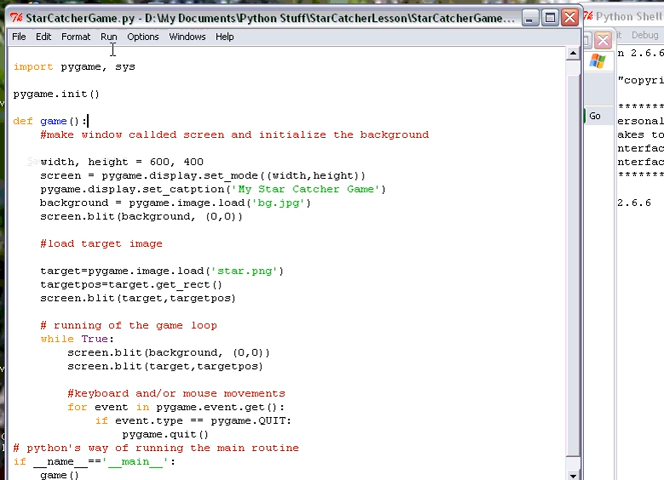 StarCatcherGame.py - D:\My Documents\Python Stuff\StarCatcherLesson\StarCatcherGame....
Python Shell
File Edit Format Run Options Windows Help
Debug
import pygame, sys
n 2.6.6
pygame.init()
"copyri
def game():
#make window callded screen and initialize the background
width, height = 600, 400
screen = pygame.display.set_mode((width,height))
pygame.display.set_catption('My Star Catcher Game')
background = pygame.image.load('bg.jpg')
screen.blit(background, (0,0))
#load target image
target=pygame.image.load('star.png')
targetpos=target.get_rect()
screen.blit(target,targetpos)
# running of the game loop
while True:
screen.blit(background, (0,0))
screen.blit(target,targetpos)
#keyboard and/or mouse movements
for event in pygame.event.get():
if event.type == pygame.QUIT:
pygame.quit()
# python's way of running the main routine
if __name__=='__main__':
game()
Go
********
ersonal
akes to
nterfac
nterfac
********
2.6.6